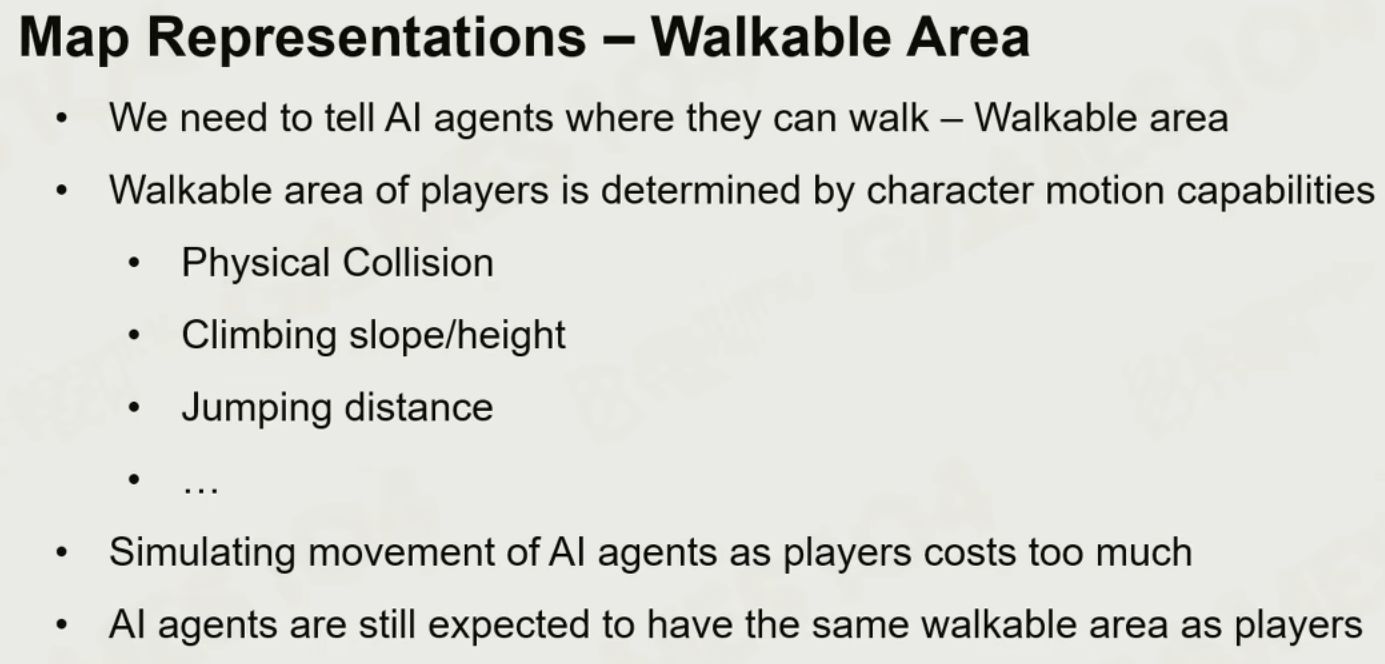 Map Representations – Walkable Area
• We need to tell AI agents where they can walk – Walkable area
• Walkable area of players is determined by character motion capabilities
• Physical Collision
• Climbing slope/height
• Jumping distance
• …
• Simulating movement of AI agents as players costs too much
• AI agents are still expected to have the same walkable area as players